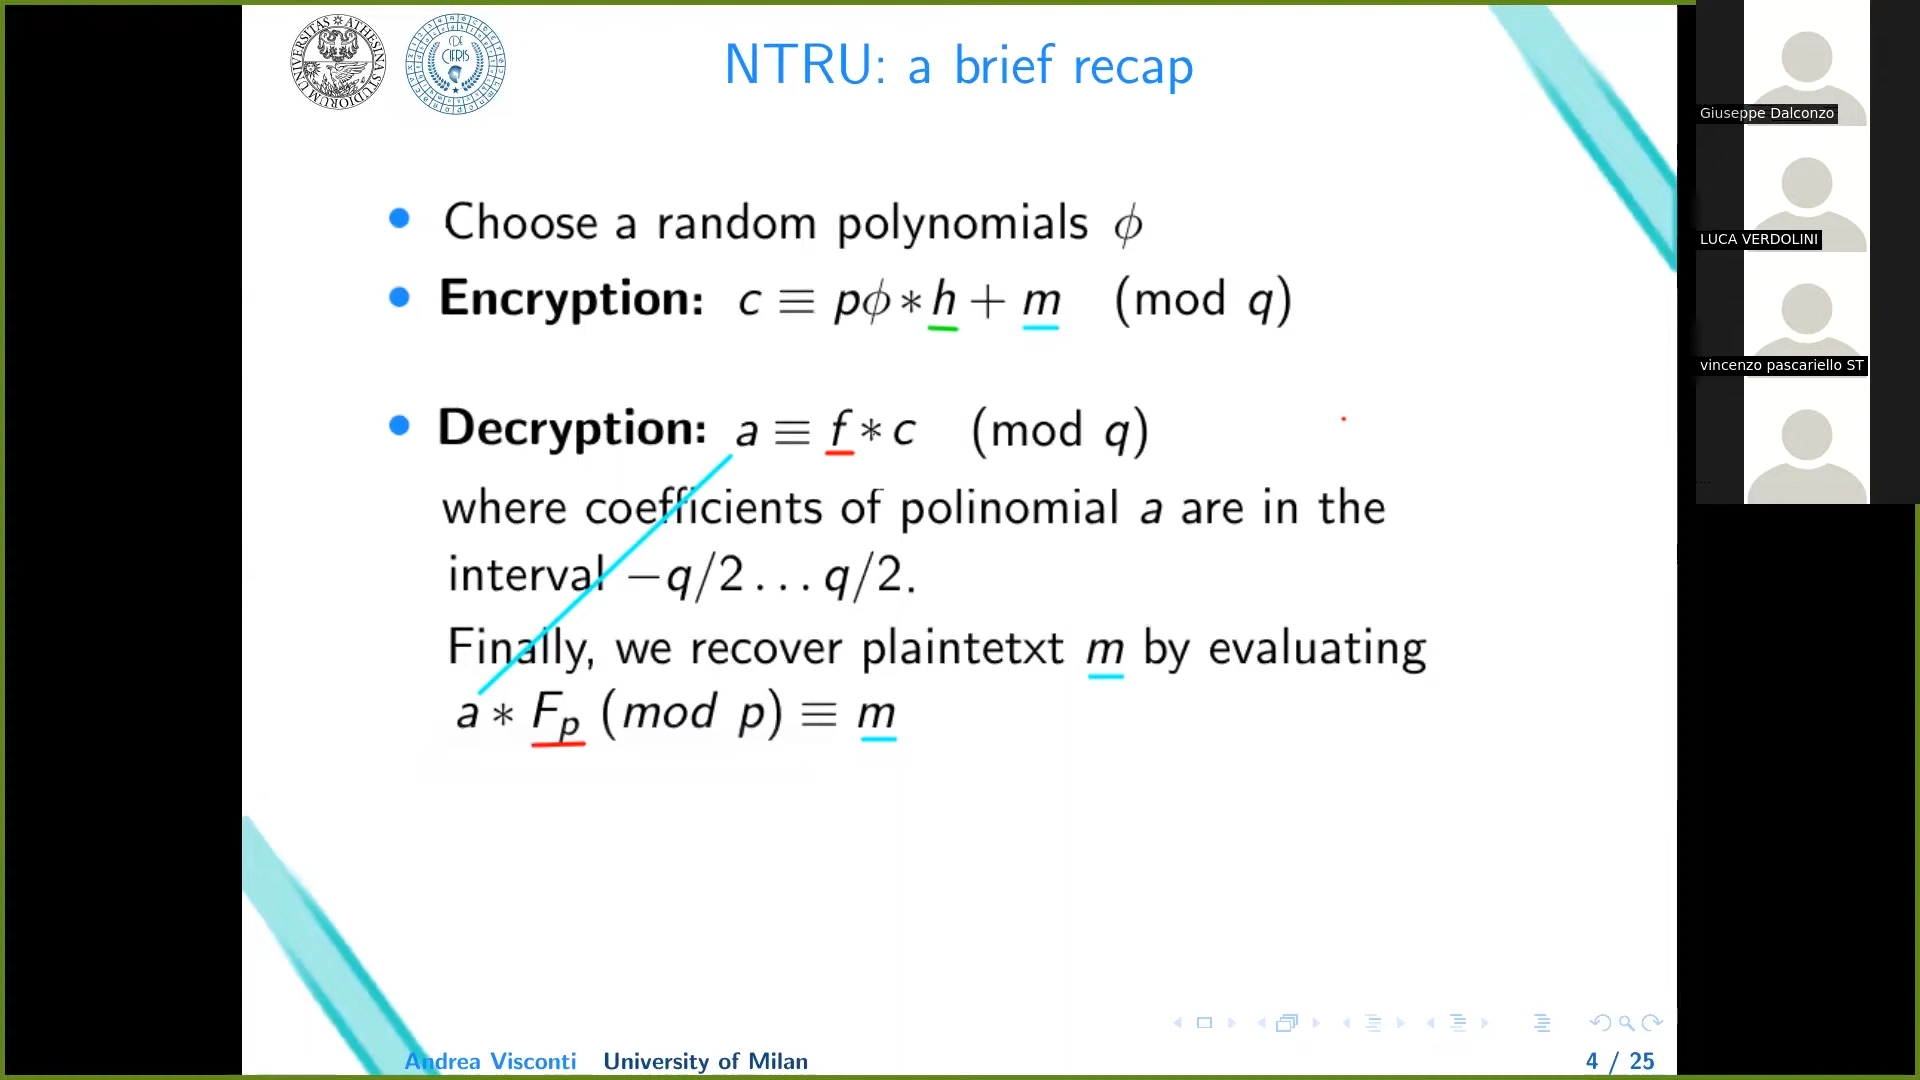 NTRU: a brief recap
Choose a random polynomials ϕ
Encryption: c ≡ pϕ ∗ h + m (mod q)
Decryption: a ≡ f ∗ c (mod q)
where coefficients of polinomial a are in the
interval −q/2 . . . q/2.
Finally, we recover plaintetxt m by evaluating
a ∗ Fp (mod p) ≡ m
Andrea Visconti University of Milan
4 / 25
Giuseppe Dalconzo
LUCA VERDOLINI
vincenzo pascariello ST